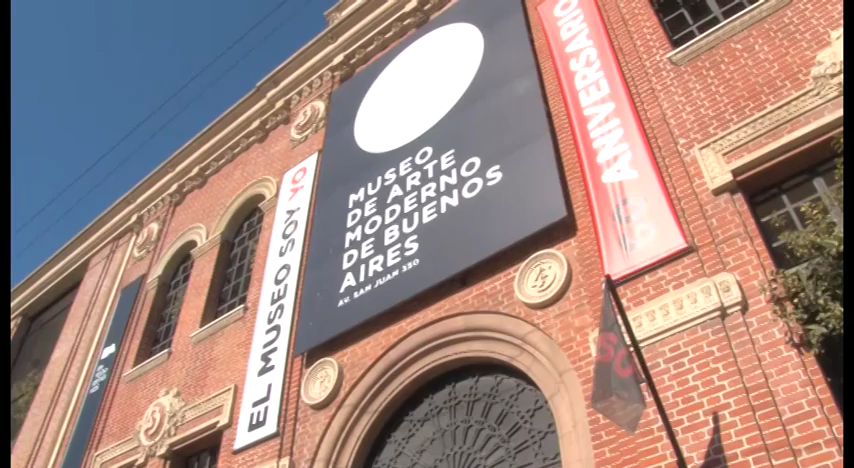 EL MUSEO SOY YO
MUSEO
DE ARTE
MODERNO
DE BUENOS
AIRES
AV. SAN JUAN 350
ANIVERSARIO